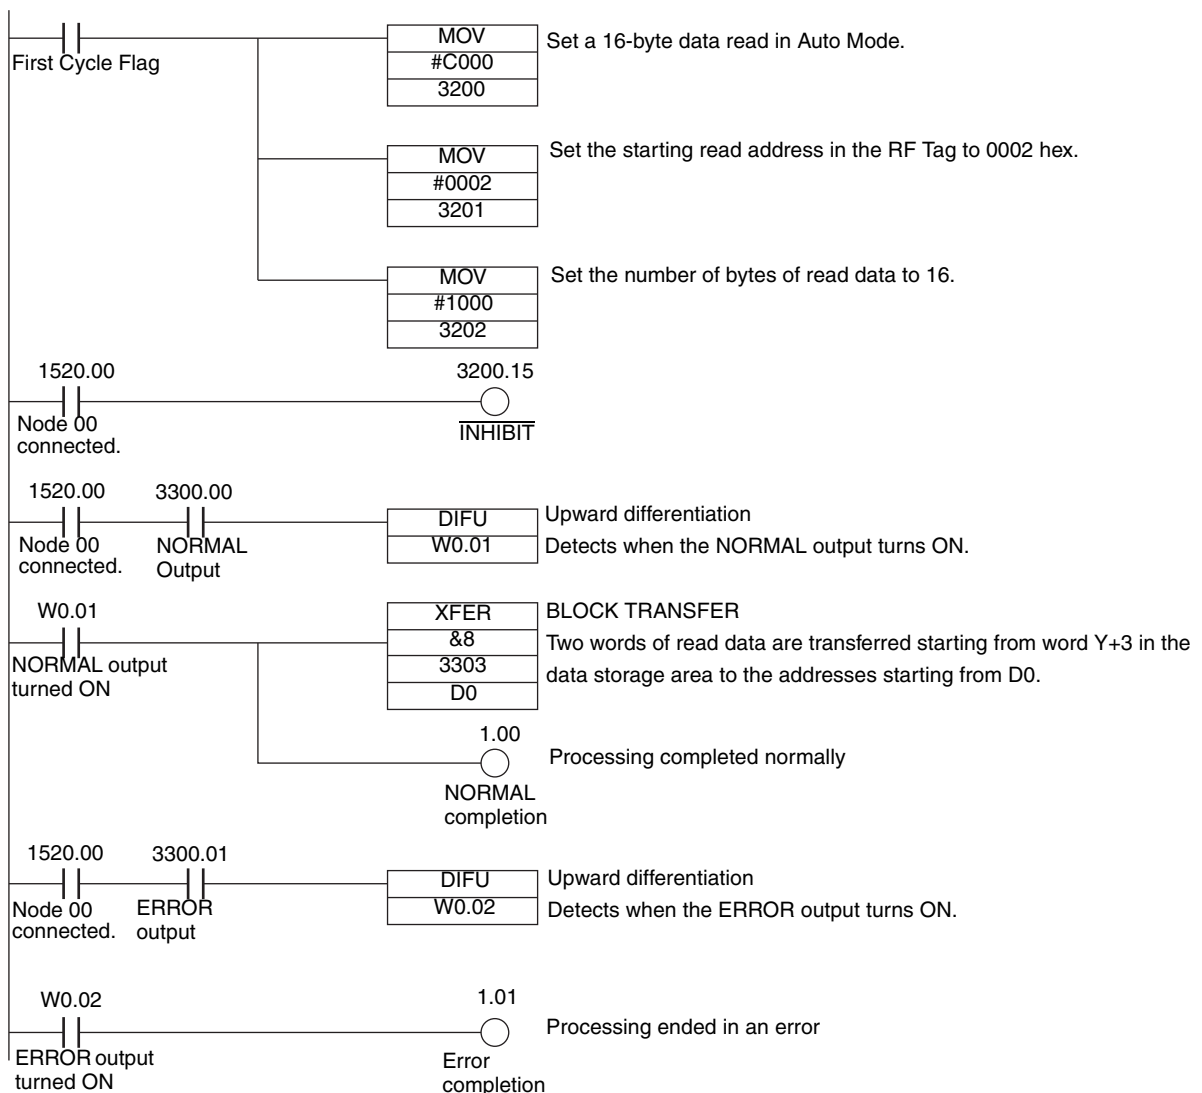 MOV
Set a 16-byte data read in Auto Mode.
First Cycle Flag
#C000
3200
MOV
Set the starting read address in the RF Tag to 0002 hex.
#0002
3201
MOV
Set the number of bytes of read data to 16.
#1000
3202
1520.00
3200.15
Node 00
connected.
INHIBIT
1520.00 3300.00
DIFU
Upward differentiation
Node 00
connected.
NORMAL
Output
W0.01
Detects when the NORMAL output turns ON.
W0.01
XFER
BLOCK TRANSFER
&8
Two words of read data are transferred starting from word Y+3 in the
NORMAL output
turned ON
3303
data storage area to the addresses starting from D0.
D0
1.00
Processing completed normally
NORMAL
completion
1520.00 3300.01
DIFU
Upward differentiation
Node 00
connected.
ERROR
output
W0.02
Detects when the ERROR output turns ON.
W0.02
1.01
Processing ended in an error
ERROR output
turned ON
Error
completion